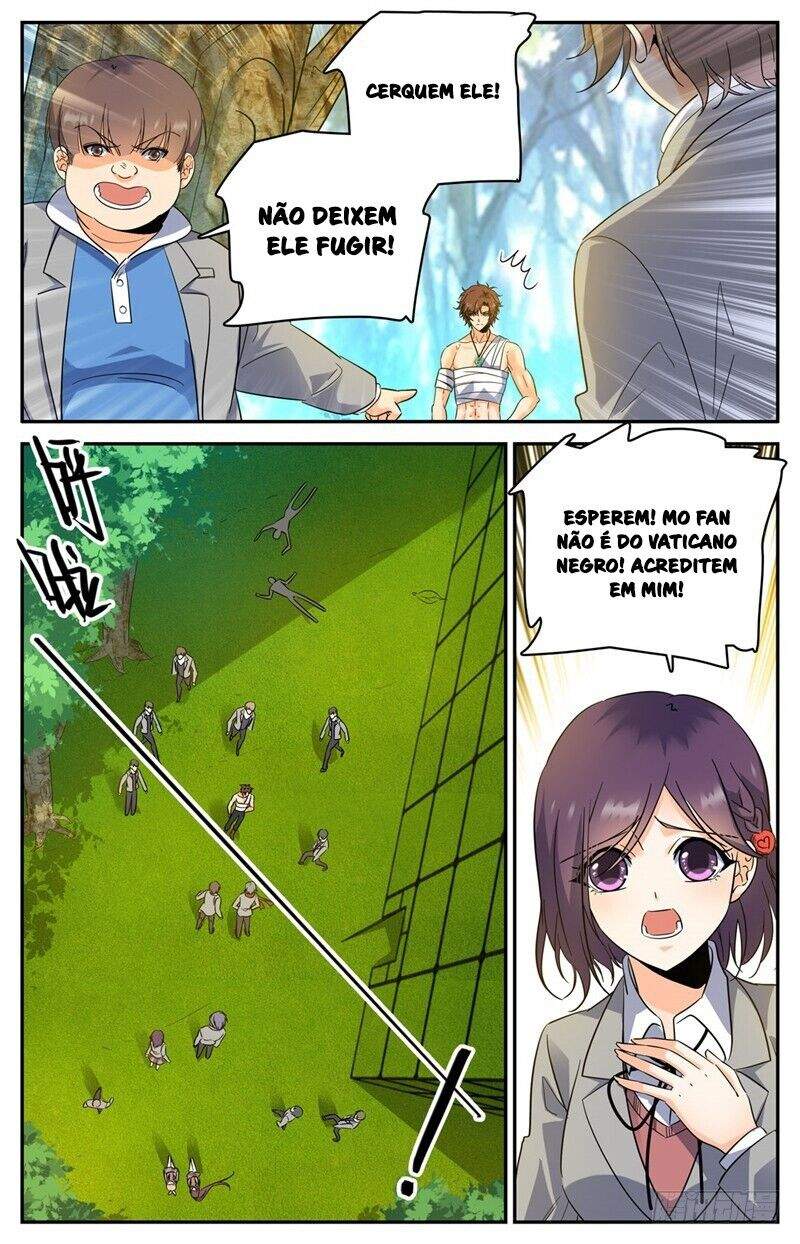 CERQUEM ELE!
NÃO DEIXEM
ELE FUGIR!
ESPEREM! MO FAN
NÃO É DO VATICANO
NEGRO! ACREDITEM
EM MIM!